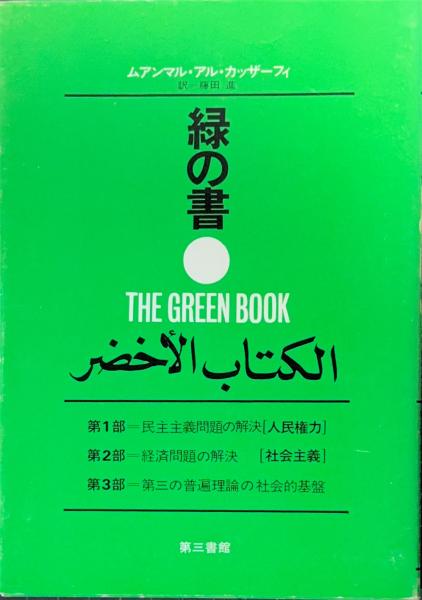 ムアンマル・アル・カッザーフィ
訳＝藤田 進
緑の書
THE GREEN BOOK
الكتاب الأخضر
第1部＝民主主義問題の解決[人民権力]
第2部＝経済問題の解決 [社会主義]
第3部＝第三の普遍理論の社会的基盤
第三書館